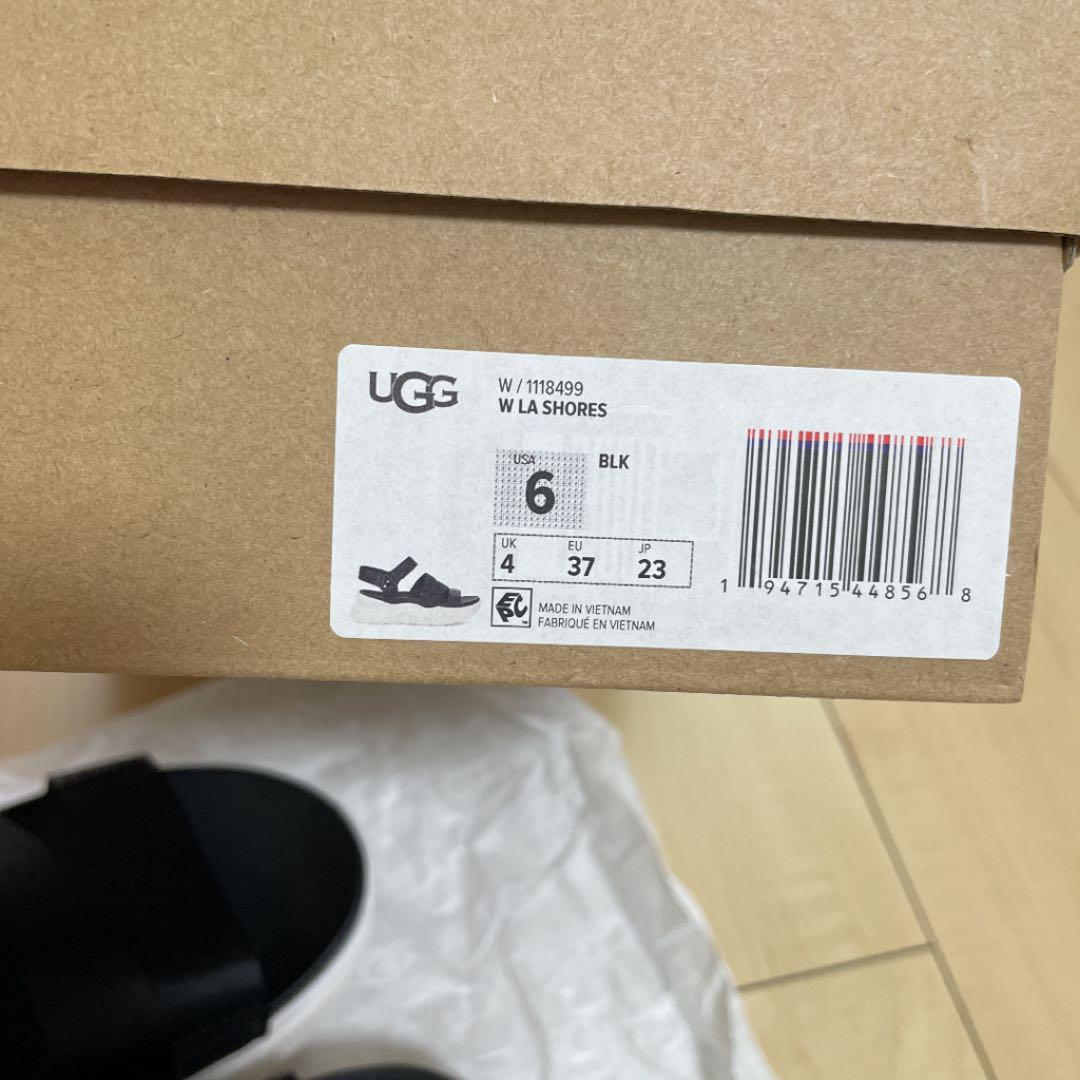 UGG
W / 1118499
W LA SHORES
USA
6
BLK
UK
4
EU
37
JP
23
EPC™
MADE IN VIETNAM
FABRIQUÉ EN VIETNAM
1 94715 44856 8